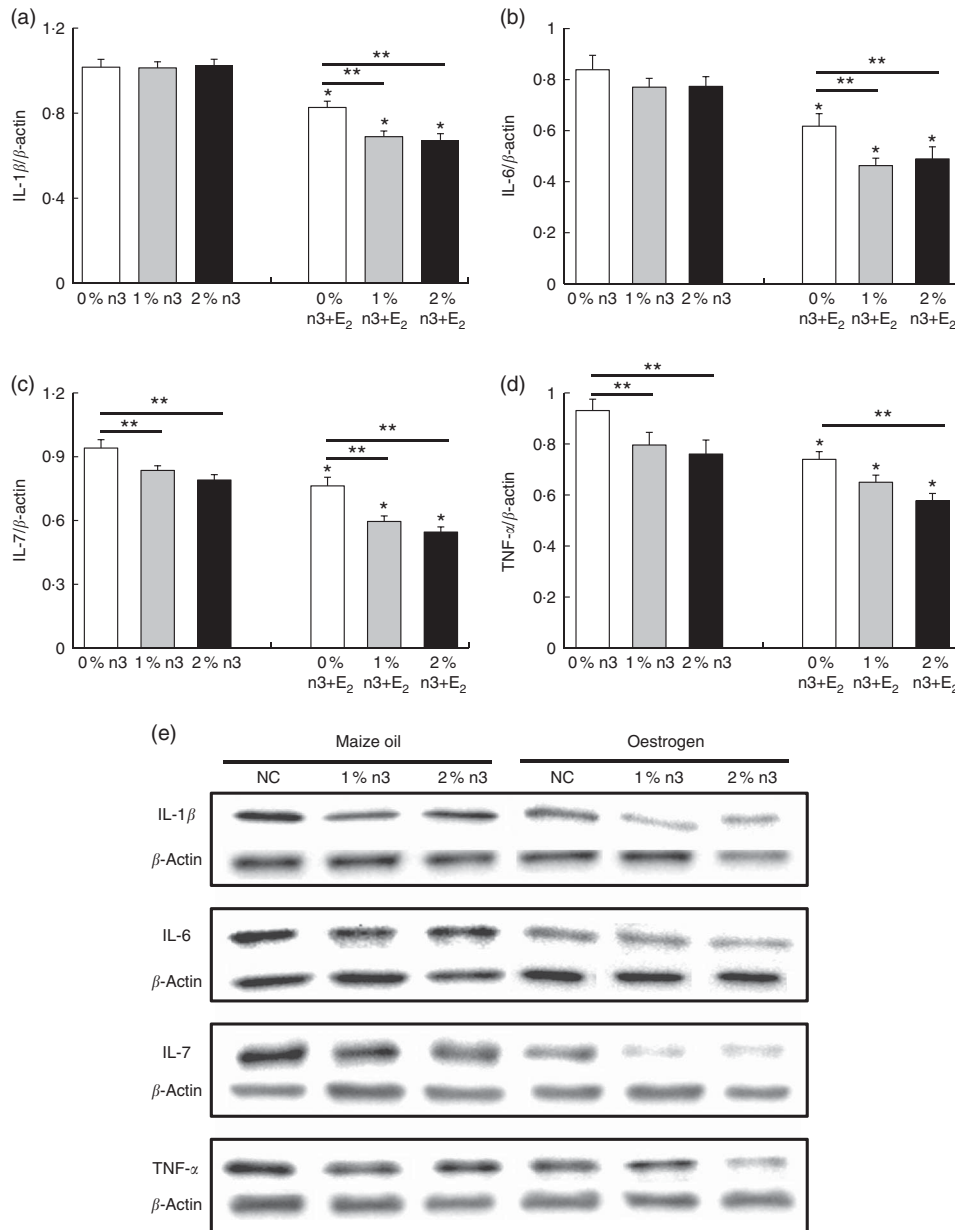 (a)
1·2
**
**
*
*
*
0·8
IL-1β/β-actin
0·4
0
0 % n3 1 % n3 2 % n3 0 % 1 % 2 %
n3+E₂ n3+E₂ n3+E₂
(b)
1
**
**
*
*
*
0·8
0·6
IL-6/β-actin
0·4
0·2
0
0 % n3 1 % n3 2 % n3 0 % 1 % 2 %
n3+E₂ n3+E₂ n3+E₂
(c)
1·2
**
**
**
**
*
*
*
0·9
0·6
IL-7/β-actin
0·3
0
0 % n3 1 % n3 2 % n3 0 % 1 % 2 %
n3+E₂ n3+E₂ n3+E₂
(d)
**
**
**
*
*
*
1
0·8
0·6
TNF-α/β-actin
0·4
0·2
0
0 % n3 1 % n3 2 % n3 0 % 1 % 2 %
n3+E₂ n3+E₂ n3+E₂
(e)
Maize oil Oestrogen
NC 1 % n3 2 % n3 NC 1 % n3 2 % n3
IL-1β
β-Actin
IL-6
β-Actin
IL-7
β-Actin
TNF-α
β-Actin